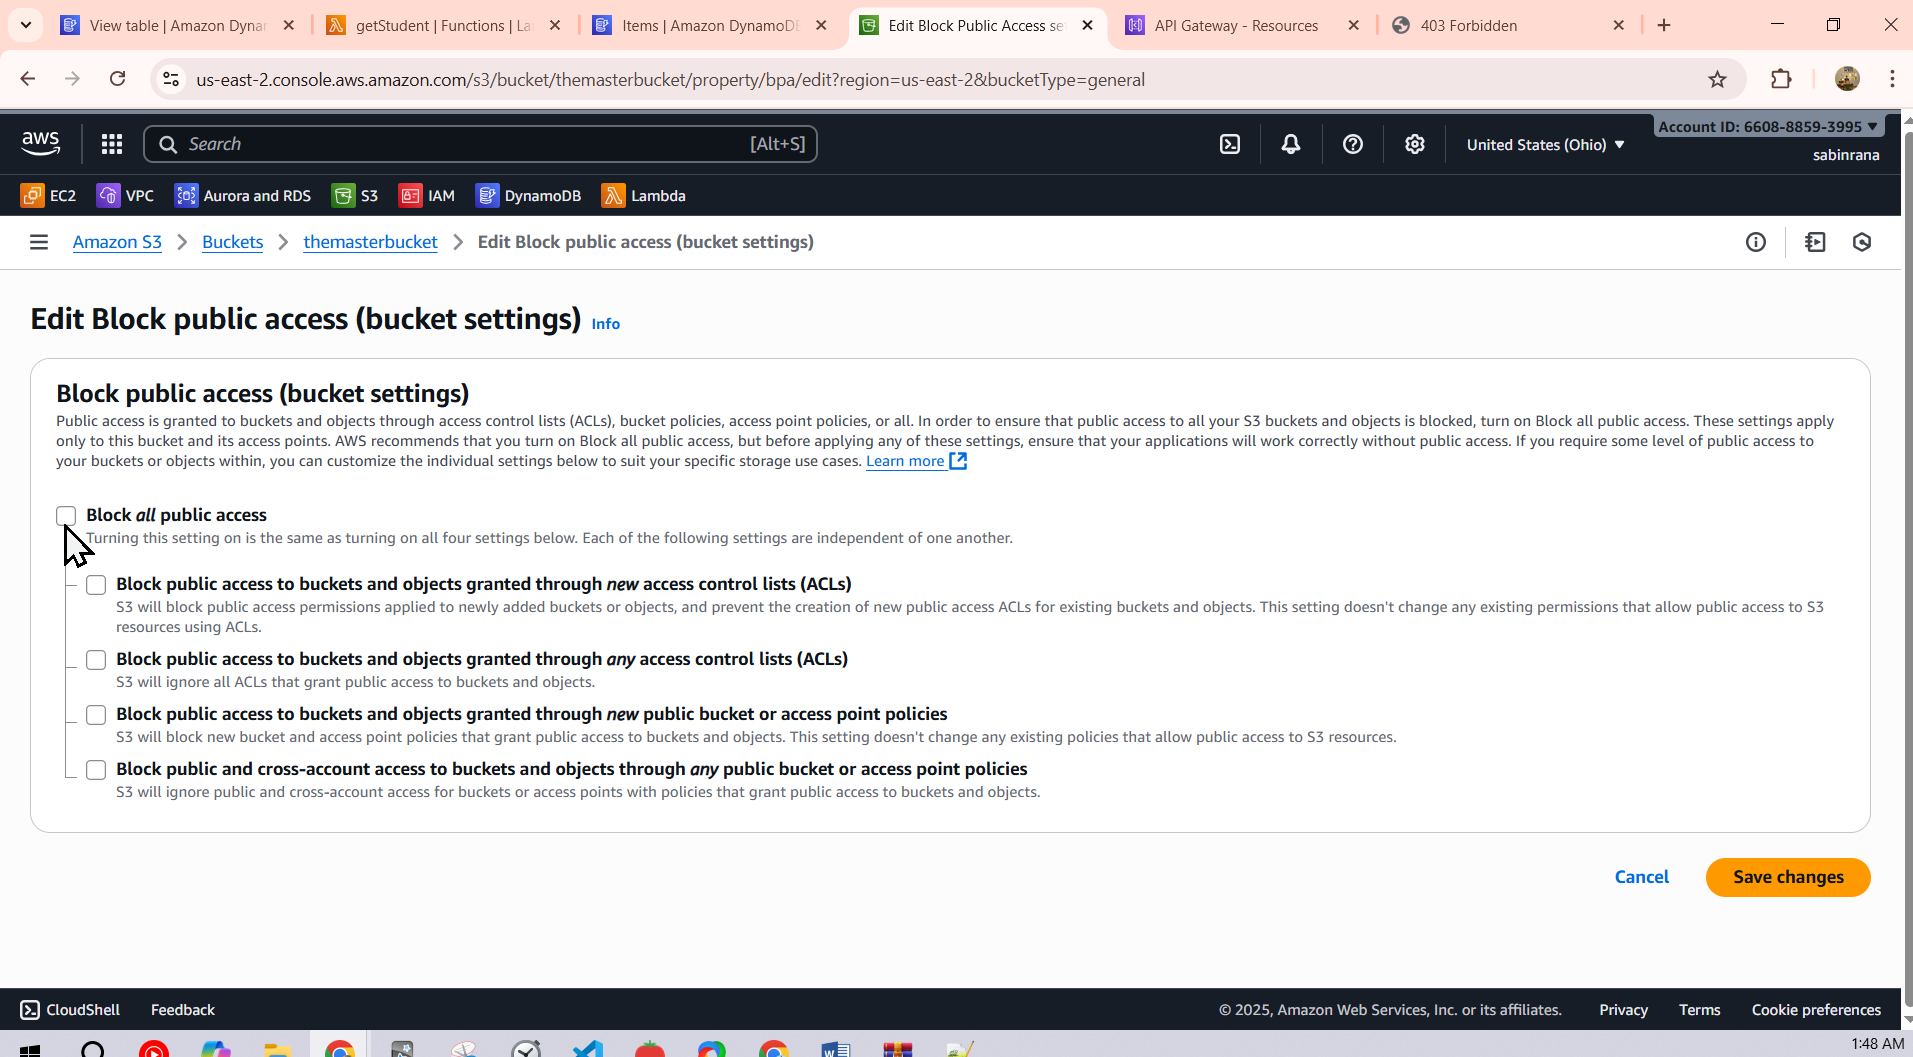 View table | Amazon Dyna
getStudent | Functions | La
Items | Amazon DynamoDB
Edit Block Public Access se
API Gateway - Resources
403 Forbidden
us-east-2.console.aws.amazon.com/s3/bucket/themasterbucket/property/bpa/edit?region=us-east-2&bucketType=general
aws
Search
[Alt+S]
United States (Ohio)
Account ID: 6608-8859-3995
sabinrana
EC2
VPC
Aurora and RDS
S3
IAM
DynamoDB
Lambda
Amazon S3
Buckets
themasterbucket
Edit Block public access (bucket settings)
Edit Block public access (bucket settings) Info
Block public access (bucket settings)
Public access is granted to buckets and objects through access control lists (ACLs), bucket policies, access point policies, or all. In order to ensure that public access to all your S3 buckets and objects is blocked, turn on Block all public access. These settings apply
only to this bucket and its access points. AWS recommends that you turn on Block all public access, but before applying any of these settings, ensure that your applications will work correctly without public access. If you require some level of public access to
your buckets or objects within, you can customize the individual settings below to suit your specific storage use cases. Learn more
Block all public access
Turning this setting on is the same as turning on all four settings below. Each of the following settings are independent of one another.
Block public access to buckets and objects granted through new access control lists (ACLs)
S3 will block public access permissions applied to newly added buckets or objects, and prevent the creation of new public access ACLs for existing buckets and objects. This setting doesn't change any existing permissions that allow public access to S3
resources using ACLs.
Block public access to buckets and objects granted through any access control lists (ACLs)
S3 will ignore all ACLs that grant public access to buckets and objects.
Block public access to buckets and objects granted through new public bucket or access point policies
S3 will block new bucket and access point policies that grant public access to buckets and objects. This setting doesn't change any existing policies that allow public access to S3 resources.
Block public and cross-account access to buckets and objects through any public bucket or access point policies
S3 will ignore public and cross-account access for buckets or access points with policies that grant public access to buckets and objects.
Cancel
Save changes
CloudShell
Feedback
© 2025, Amazon Web Services, Inc. or its affiliates.
Privacy
Terms
Cookie preferences
1:48 AM